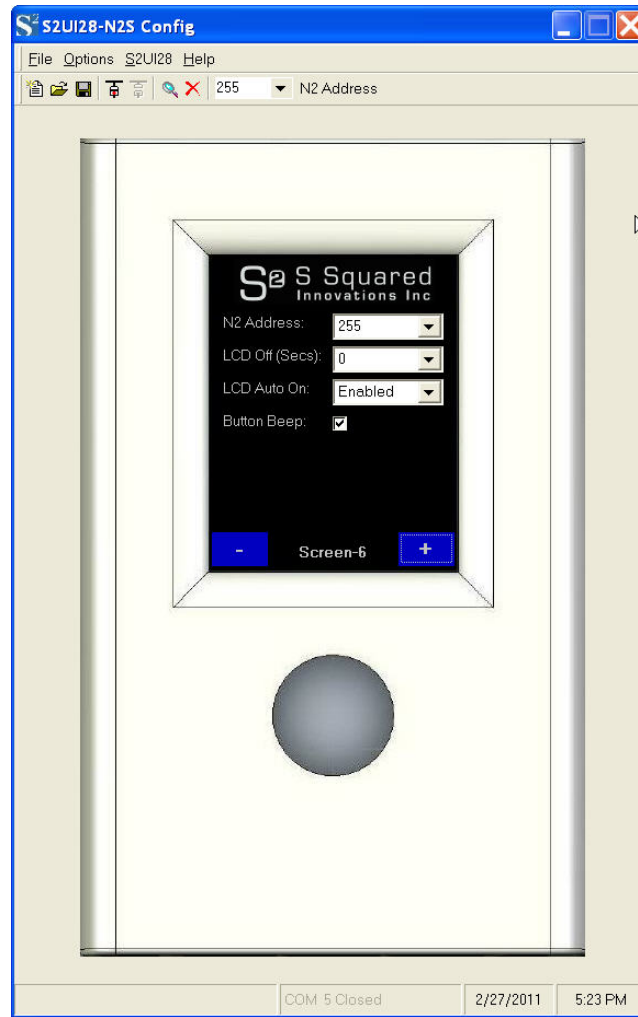 S2 S2UI28-N2S Config
File Options S2UI28 Help
255 N2 Address
S2 S Squared
Innovations Inc
N2 Address: 255
LCD Off (Secs): 0
LCD Auto On: Enabled
Button Beep:
- Screen-6 +
COM 5 Closed 2/27/2011 5:23 PM